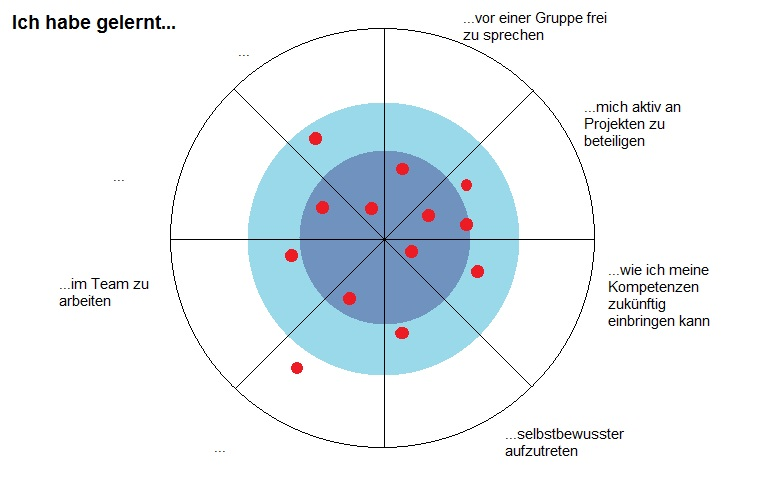 Ich habe gelernt...
...vor einer Gruppe frei
zu sprechen
...
...mich aktiv an
Projekten zu
beteiligen
...
...wie ich meine
Kompetenzen
zukünftig
einbringen kann
...im Team zu
arbeiten
...selbstbewusster
aufzutreten
...